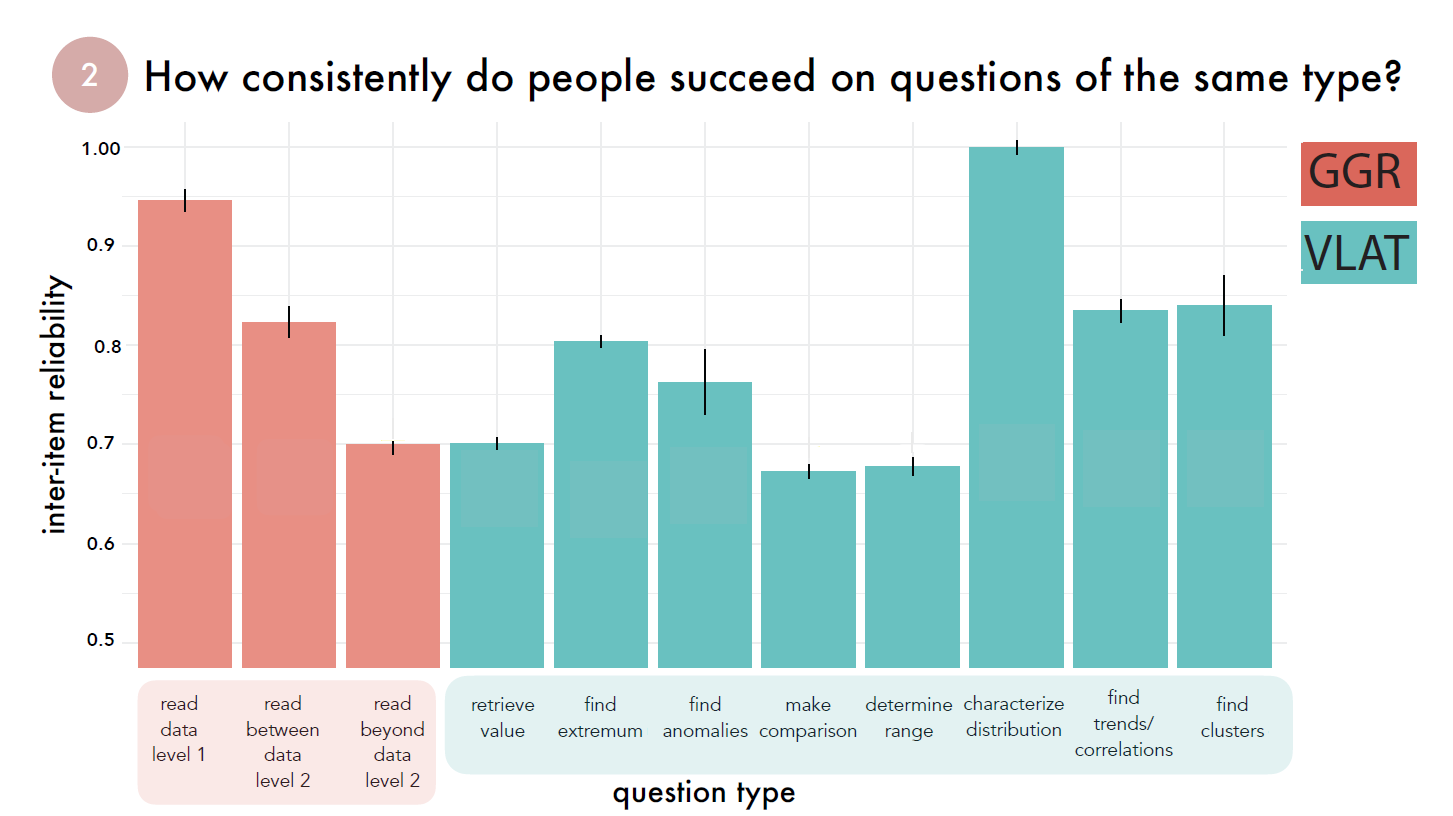 2
How consistently do people succeed on questions of the same type?
1.00
0.9
0.8
0.7
0.6
0.5
inter-item reliability
GGR
VLAT
read
data
level 1
read
between
data
level 2
read
beyond
data
level 2
retrieve
value
find
extremum
find
anomalies
make
comparison
determine
range
characterize
distribution
find
trends/
correlations
find
clusters
question type